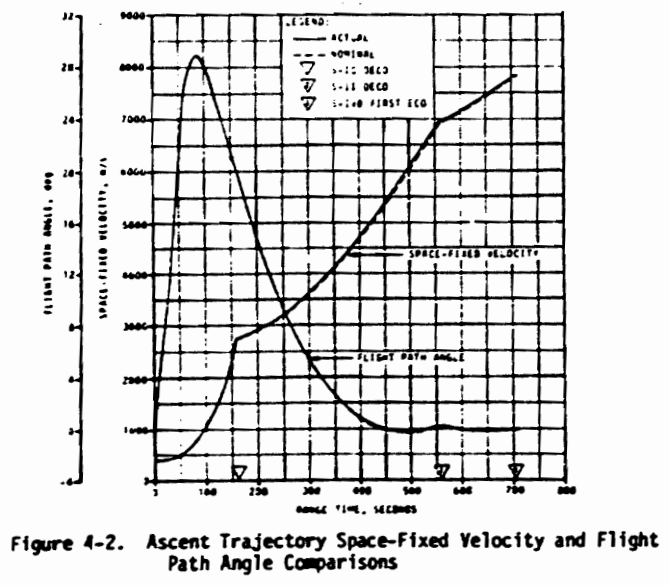 LEGEND:
ACTUAL
NOMINAL
S-IC OECO
S-II OECO
S-IVB FIRST ECO
FLIGHT PATH ANGLE, deg
32
28
24
20
16
12
8
4
-4
SPACE-FIXED VELOCITY, m/s
9000
8000
7000
6000
5000
4000
3000
2000
1000
SPACE-FIXED VELOCITY
FLIGHT PATH ANGLE
100
200
300
400
500
600
700
800
RANGE TIME, SECONDS
Figure 4-2. Ascent Trajectory Space-Fixed Velocity and Flight
Path Angle Comparisons